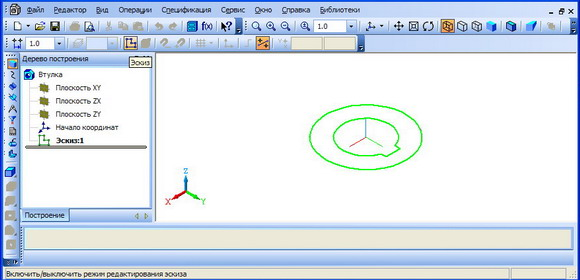 Файл Редактор Вид Операции Спецификация Сервис Окно Справка Библиотеки
f(x) 1.0
1.0
Эскиз
Дерево построения
Втулка
Плоскость XY
Плоскость ZX
Плоскость ZY
Начало координат
Эскиз:1
Z
X Y
Построение
Включить/выключить режим редактирования эскиза